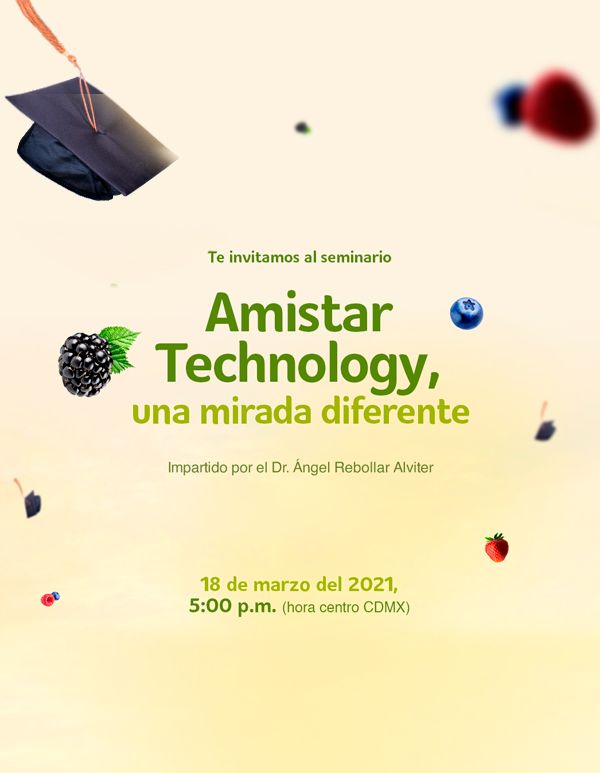 Te invitamos al seminario
Amistar
Technology,
una mirada diferente
Impartido por el Dr. Ángel Rebollar Alviter
18 de marzo del 2021,
5:00 p.m. (hora centro CDMX)